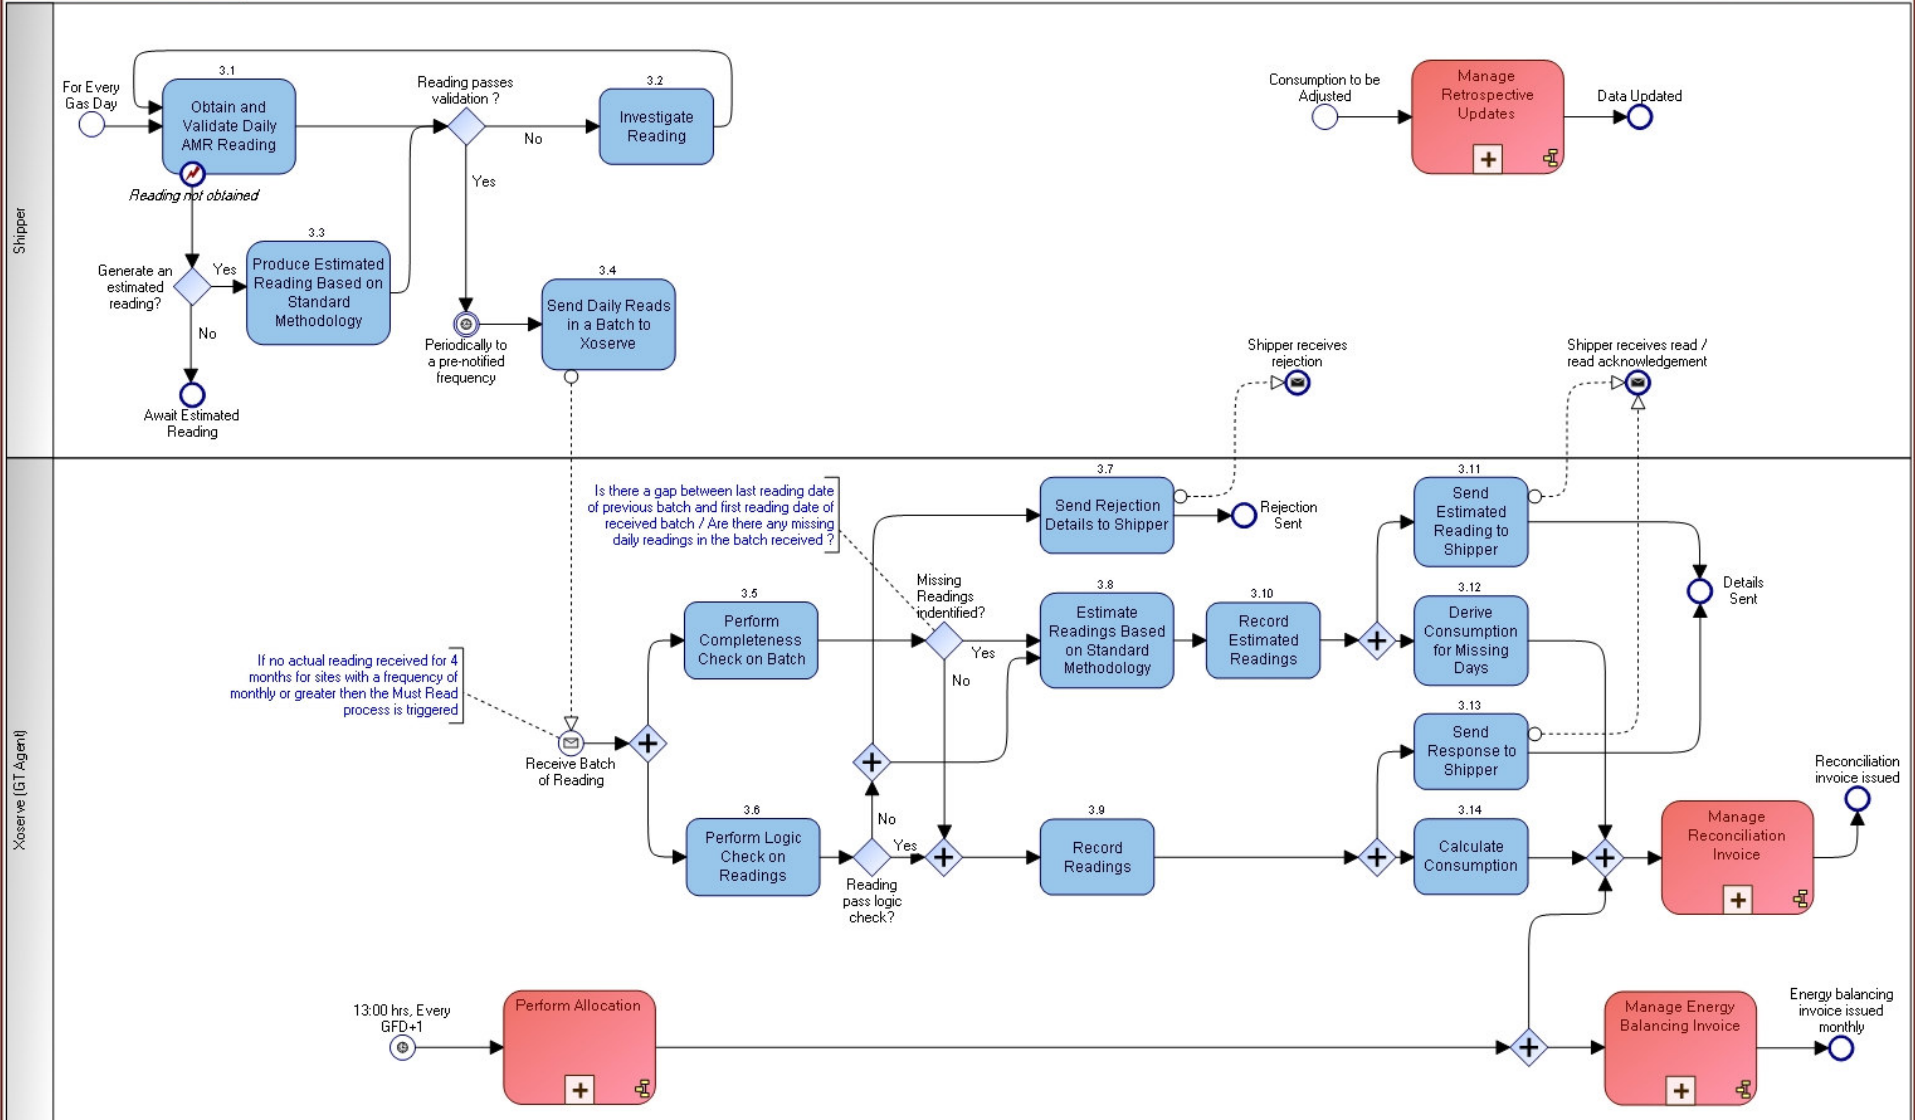 Shipper
For Every
Gas Day
3.1
Obtain and
Validate Daily
AMR Reading
Reading not obtained
Reading passes
validation ?
No
Yes
3.2
Investigate
Reading
Consumption to be
Adjusted
Manage
Retrospective
Updates
Data Updated
Generate an
estimated
reading?
Yes
No
3.3
Produce Estimated
Reading Based on
Standard
Methodology
Await Estimated
Reading
Periodically to
a pre-notified
frequency
3.4
Send Daily Reads
in a Batch to
Xoserve
Shipper receives
rejection
Shipper receives read /
read acknowledgement
Xoserve (GT Agent)
If no actual reading received for 4
months for sites with a frequency of
monthly or greater then the Must Read
process is triggered
Receive Batch
of Reading
Is there a gap between last reading date
of previous batch and first reading date of
received batch / Are there any missing
daily readings in the batch received ?
3.5
Perform
Completeness
Check on Batch
3.6
Perform Logic
Check on
Readings
Missing
Readings
indentified?
Yes
No
No
Yes
Reading
pass logic
check?
3.7
Send Rejection
Details to Shipper
Rejection
Sent
3.8
Estimate
Readings Based
on Standard
Methodology
3.10
Record
Estimated
Readings
3.9
Record
Readings
3.11
Send
Estimated
Reading to
Shipper
3.12
Derive
Consumption
for Missing
Days
3.13
Send
Response to
Shipper
3.14
Calculate
Consumption
Details
Sent
Reconciliation
invoice issued
Manage
Reconciliation
Invoice
13:00 hrs, Every
GFD+1
Perform Allocation
Manage Energy
Balancing Invoice
Energy balancing
invoice issued
monthly